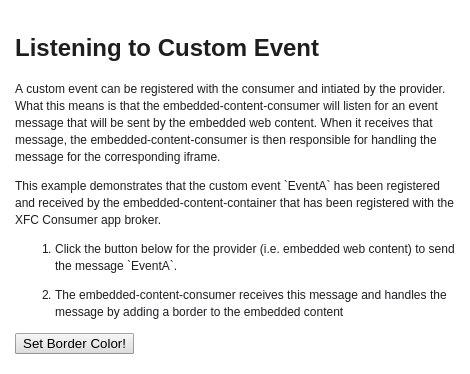 Listening to Custom Event
A custom event can be registered with the consumer and intiated by the provider.
What this means is that the embedded-content-consumer will listen for an event
message that will be sent by the embedded web content. When it receives that
message, the embedded-content-consumer is then responsible for handling the
message for the corresponding iframe.
This example demonstrates that the custom event `EventA` has been registered
and received by the embedded-content-container that has been registered with the
XFC Consumer app broker.
1. Click the button below for the provider (i.e. embedded web content) to send
the message `EventA`.
2. The embedded-content-consumer receives this message and handles the
message by adding a border to the embedded content
Set Border Color!